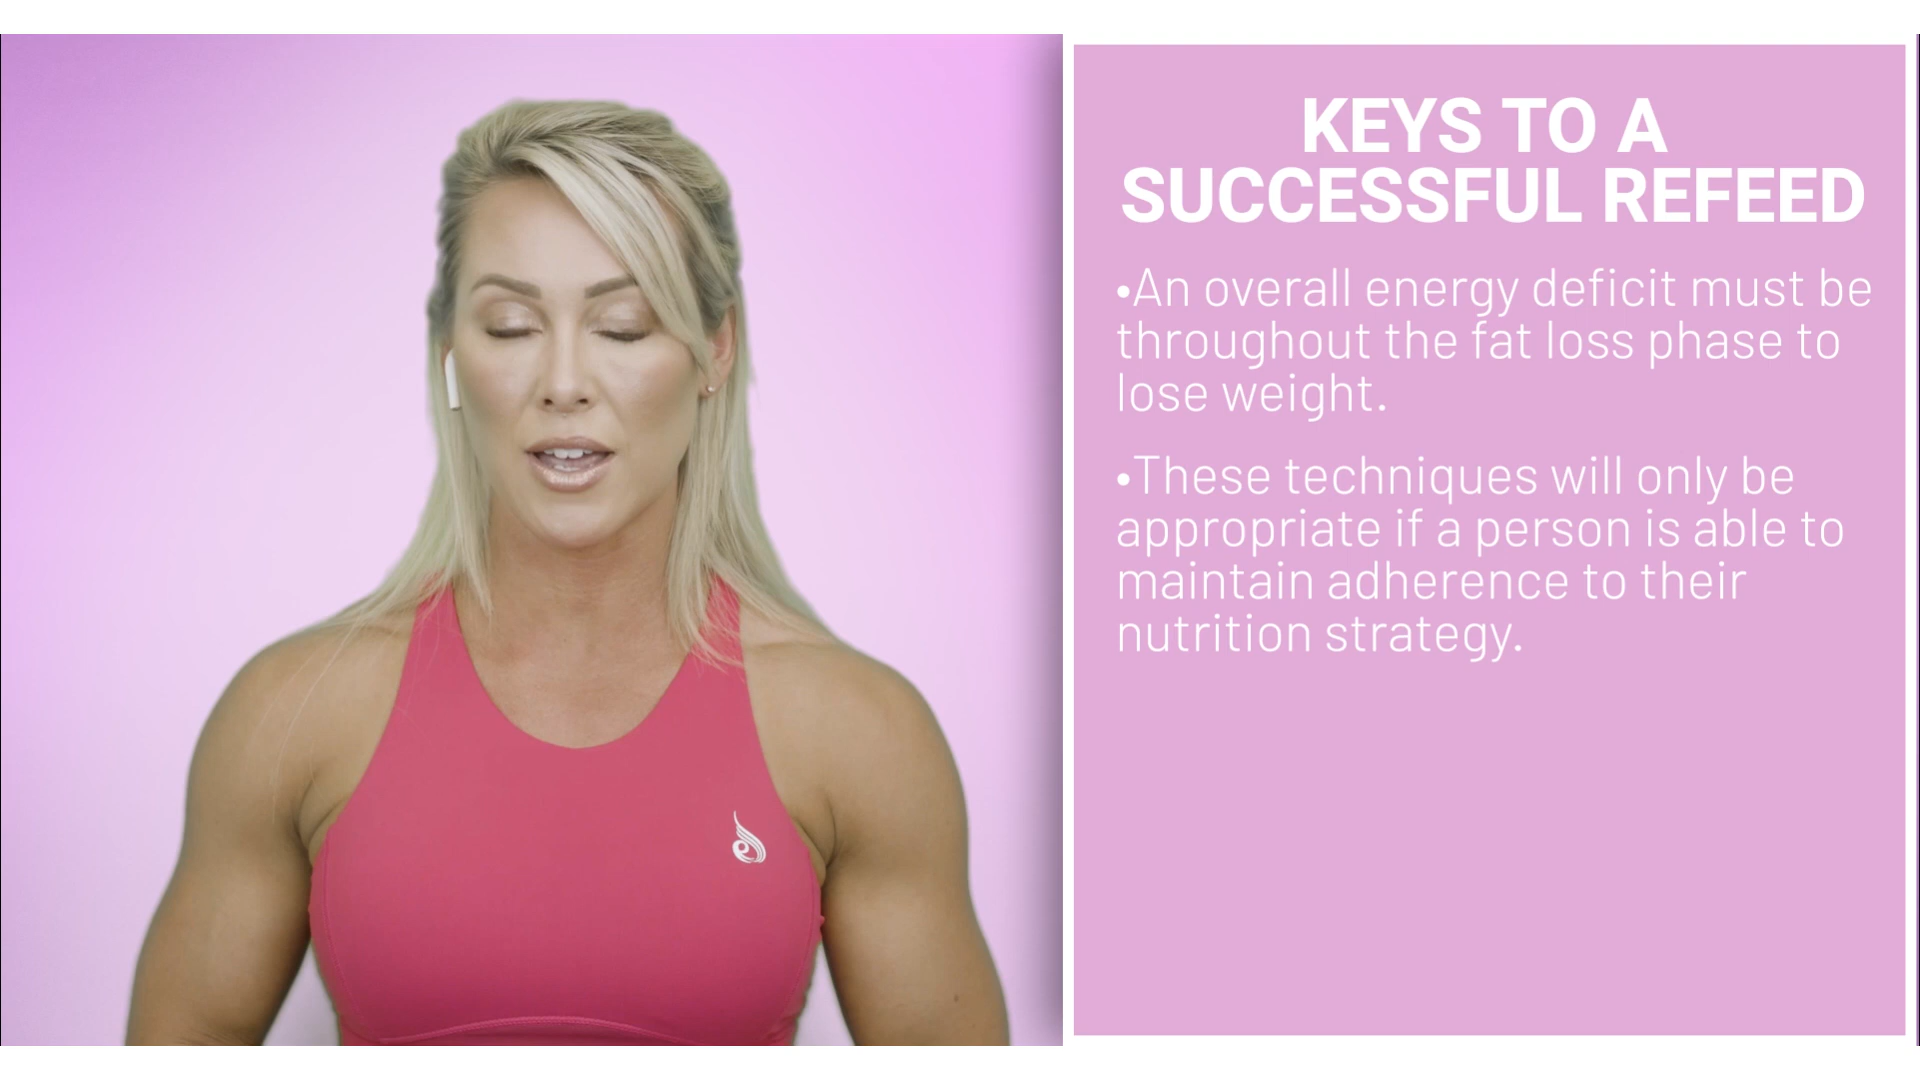 KEYS TO A
SUCCESSFUL REFEED
•An overall energy deficit must be
throughout the fat loss phase to
lose weight.
•These techniques will only be
appropriate if a person is able to
maintain adherence to their
nutrition strategy.